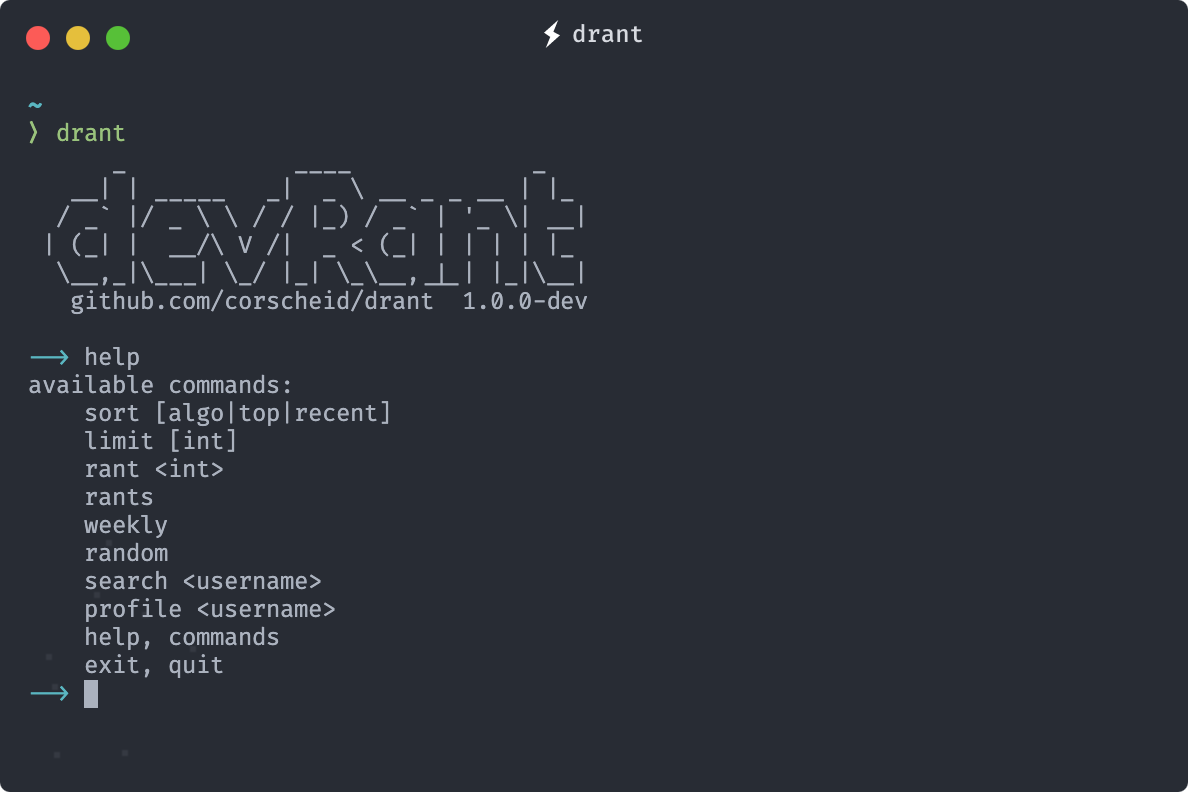 drant
~
❯ drant
devRant
github.com/corscheid/drant  1.0.0-dev
⟶ help
available commands:
    sort [algo|top|recent]
    limit [int]
    rant <int>
    rants
    weekly
    random
    search <username>
    profile <username>
    help, commands
    exit, quit
⟶